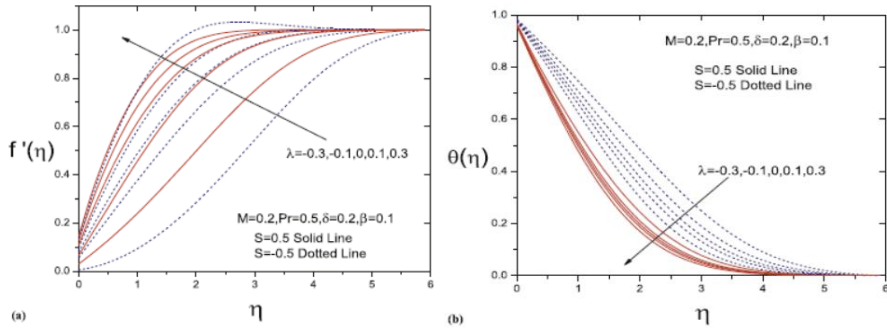 1.0
0.8
0.6
0.4
0.2
0.0
f '(η)
λ=-0.3,-0.1,0,0.1,0.3
M=0.2,Pr=0.5,δ=0.2,β=0.1
S=0.5 Solid Line
S=-0.5 Dotted Line
0 1 2 3 4 5 6
(a)
η
1.0
0.8
0.6
0.4
0.2
0.0
θ(η)
M=0.2,Pr=0.5,δ=0.2,β=0.1
S=0.5 Solid Line
S=-0.5 Dotted Line
λ=-0.3,-0.1,0,0.1,0.3
0 1 2 3 4 5 6
(b)
η